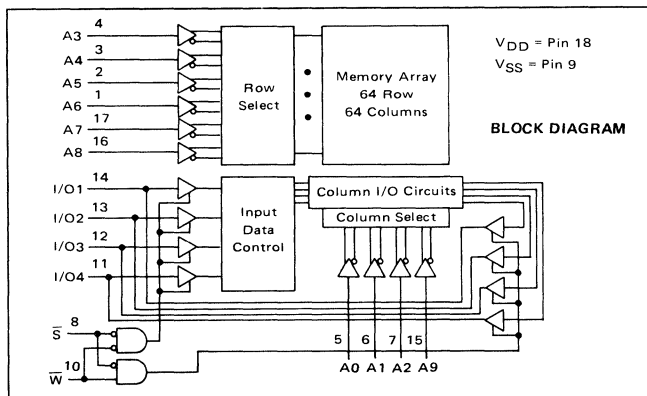 A3 4
A4 3
A5 2
A6 1
A7 17
A8 16
Row
Select
Memory Array
64 Row
64 Columns
VDD = Pin 18
VSS = Pin 9
BLOCK DIAGRAM
I/O1 14
I/O2 13
I/O3 12
I/O4 11
Input
Data
Control
Column I/O Circuits
Column Select
S̅ 8
W̅ 10
5 6 7 15
A0 A1 A2 A9